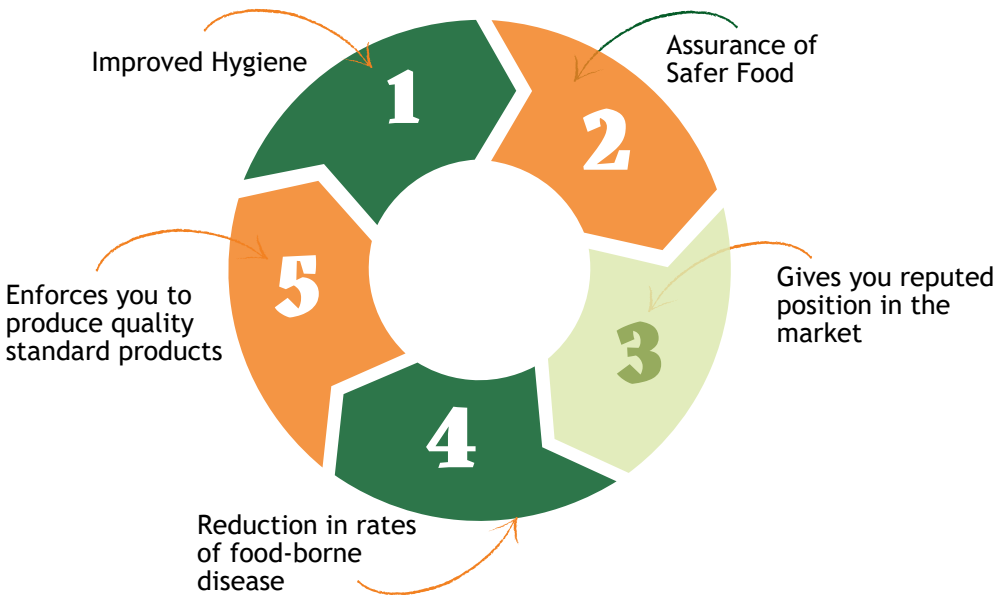 1
Improved Hygiene
2
Assurance of
Safer Food
3
Gives you reputed
position in the
market
4
Reduction in rates
of food-borne
disease
5
Enforces you to
produce quality
standard products